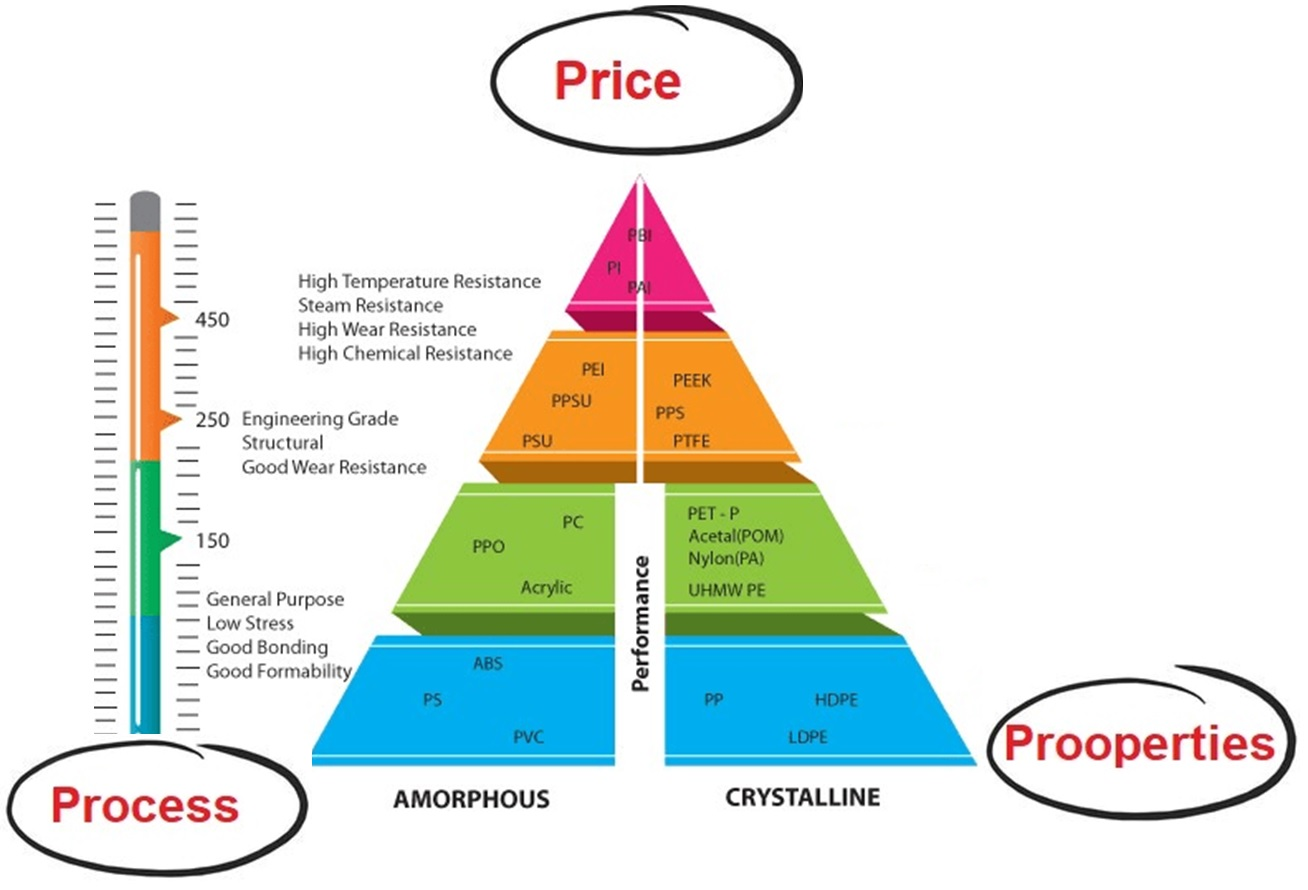 Price
PBI
PI
PAI
High Temperature Resistance
Steam Resistance
High Wear Resistance
High Chemical Resistance
450
PEI
PPSU
PSU
PEEK
PPS
PTFE
250
Engineering Grade
Structural
Good Wear Resistance
150
PC
PPO
Acrylic
PET - P
Acetal(POM)
Nylon(PA)
UHMW PE
Performance
General Purpose
Low Stress
Good Bonding
Good Formability
ABS
PS
PVC
PP
HDPE
LDPE
Prooperties
Process
AMORPHOUS
CRYSTALLINE